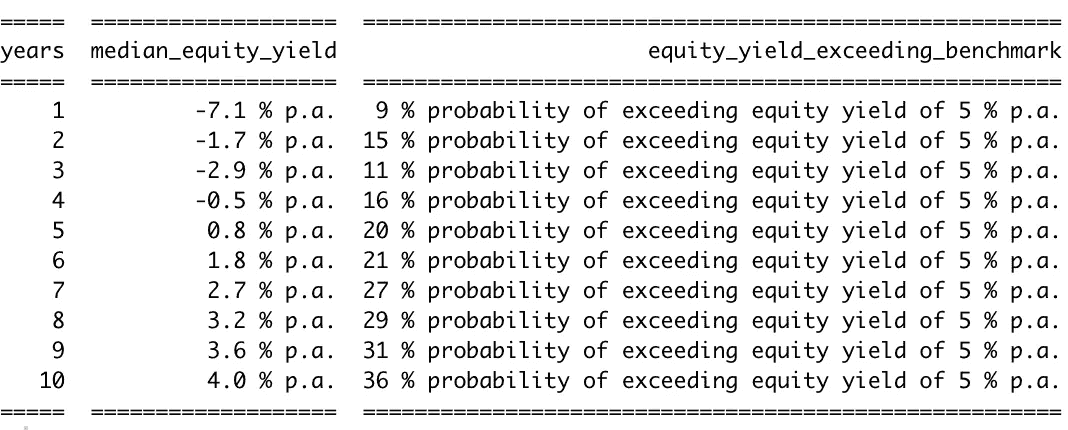 =====  ===================  ======================================================
years  median_equity_yield                         equity_yield_exceeding_benchmark
=====  ===================  ======================================================
    1          -7.1 % p.a.   9 % probability of exceeding equity yield of 5 % p.a.
    2          -1.7 % p.a.  15 % probability of exceeding equity yield of 5 % p.a.
    3          -2.9 % p.a.  11 % probability of exceeding equity yield of 5 % p.a.
    4          -0.5 % p.a.  16 % probability of exceeding equity yield of 5 % p.a.
    5           0.8 % p.a.  20 % probability of exceeding equity yield of 5 % p.a.
    6           1.8 % p.a.  21 % probability of exceeding equity yield of 5 % p.a.
    7           2.7 % p.a.  27 % probability of exceeding equity yield of 5 % p.a.
    8           3.2 % p.a.  29 % probability of exceeding equity yield of 5 % p.a.
    9           3.6 % p.a.  31 % probability of exceeding equity yield of 5 % p.a.
   10           4.0 % p.a.  36 % probability of exceeding equity yield of 5 % p.a.
=====  ===================  ======================================================